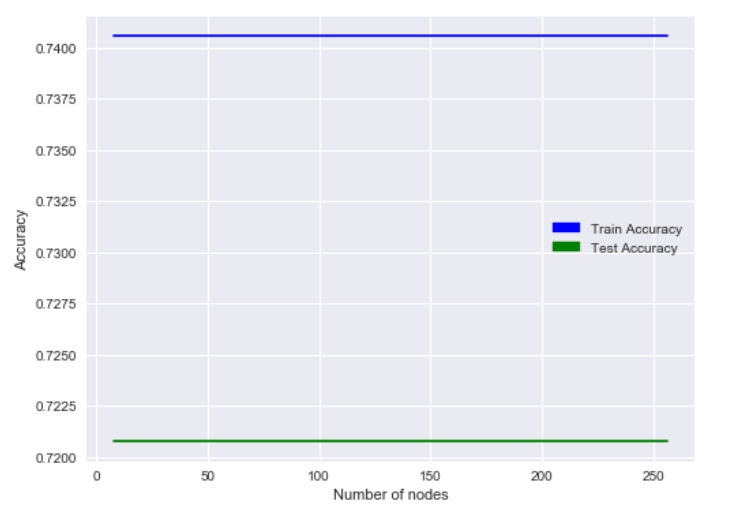 0.7400
0.7375
0.7350
0.7325
0.7300
0.7275
0.7250
0.7225
0.7200
Accuracy
Train Accuracy
Test Accuracy
0 50 100 150 200 250
Number of nodes